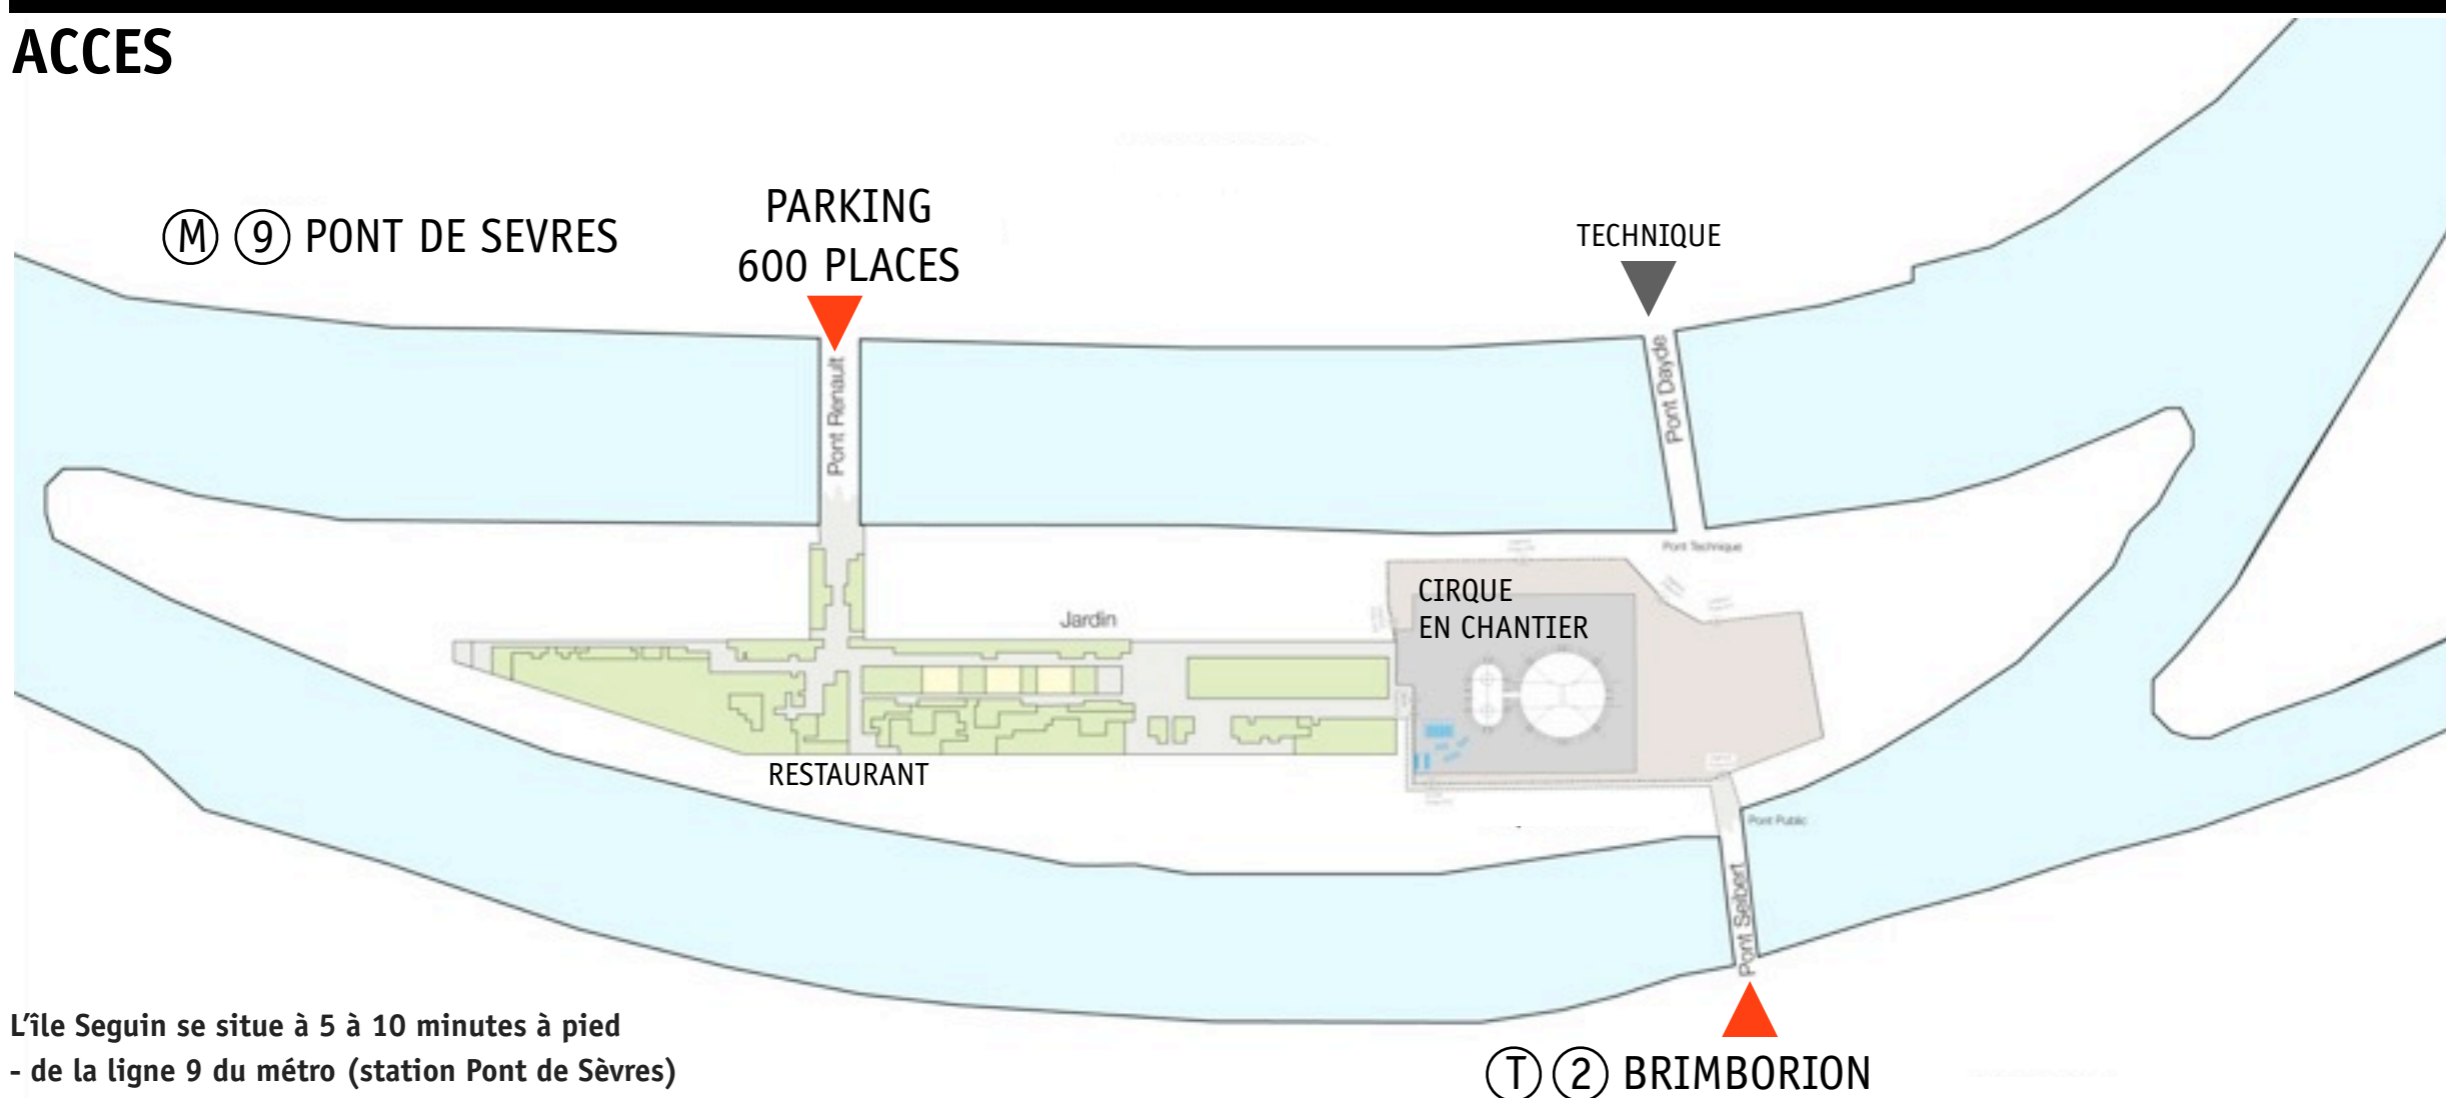 ACCES
PARKING
600 PLACES
M 9 PONT DE SEVRES
TECHNIQUE
Pont Renault
Pont Dayde
Pont Technique
CIRQUE
EN CHANTIER
Jardin
RESTAURANT
Pont Public
Pont Seibert
L'île Seguin se situe à 5 à 10 minutes à pied
- de la ligne 9 du métro (station Pont de Sèvres)
T 2 BRIMBORION